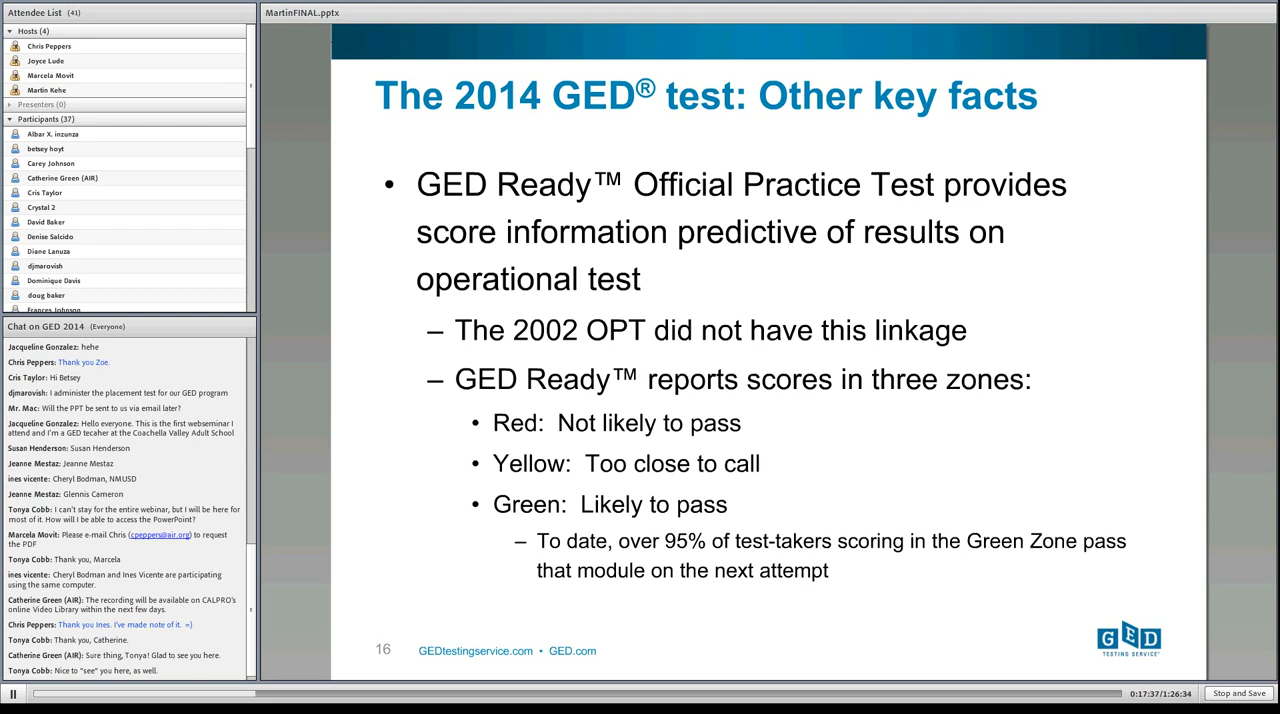 Attendee List (41)
Hosts (4)
Chris Peppers
Joyce Lude
Marcela Movit
Martin Kehe
Presenters (0)
Participants (37)
Albar X. inzunza
betsey hoyt
Carey Johnson
Catherine Green (AIR)
Cris Taylor
Crystal 2
David Baker
Denise Salcido
Diane Lanuza
djmarovish
Dominique Davis
doug baker
Frances Johnson
Chat on GED 2014 (Everyone)
Jacqueline Gonzalez: hehe
Chris Peppers: Thank you Zoe.
Cris Taylor: Hi Betsey
djmarovish: I administer the placement test for our GED program
Mr. Mac: Will the PPT be sent to us via email later?
Jacqueline Gonzalez: Hello everyone. This is the first webseminar I
attend and I'm a GED tecaher at the Coachella Valley Adult School
Susan Henderson: Susan Henderson
Jeanne Mestaz: Jeanne Mestaz
ines vicente: Cheryl Bodman, NMUSD
Jeanne Mestaz: Glennis Cameron
Tonya Cobb: I can't stay for the entire webinar, but I will be here for
most of it. How will I be able to access the PowerPoint?
Marcela Movit: Please e-mail Chris (cpeppers@air.org) to request
the PDF
Tonya Cobb: Thank you, Marcela
ines vicente: Cheryl Bodman and Ines Vicente are participating
using the same computer.
Catherine Green (AIR): The recording will be available on CALPRO's
online Video Library within the next few days.
Chris Peppers: Thank you Ines. I've made note of it. =)
Tonya Cobb: Thank you, Catherine.
Catherine Green (AIR): Sure thing, Tonya! Glad to see you here.
Tonya Cobb: Nice to "see" you here, as well.
MartinFINAL.pptx
The 2014 GED® test: Other key facts
• GED Ready™ Official Practice Test provides
score information predictive of results on
operational test
– The 2002 OPT did not have this linkage
– GED Ready™ reports scores in three zones:
• Red: Not likely to pass
• Yellow: Too close to call
• Green: Likely to pass
– To date, over 95% of test-takers scoring in the Green Zone pass
that module on the next attempt
16
GEDtestingservice.com • GED.com
GED
TESTING SERVICE®
0:17:37/1:26:34
Stop and Save